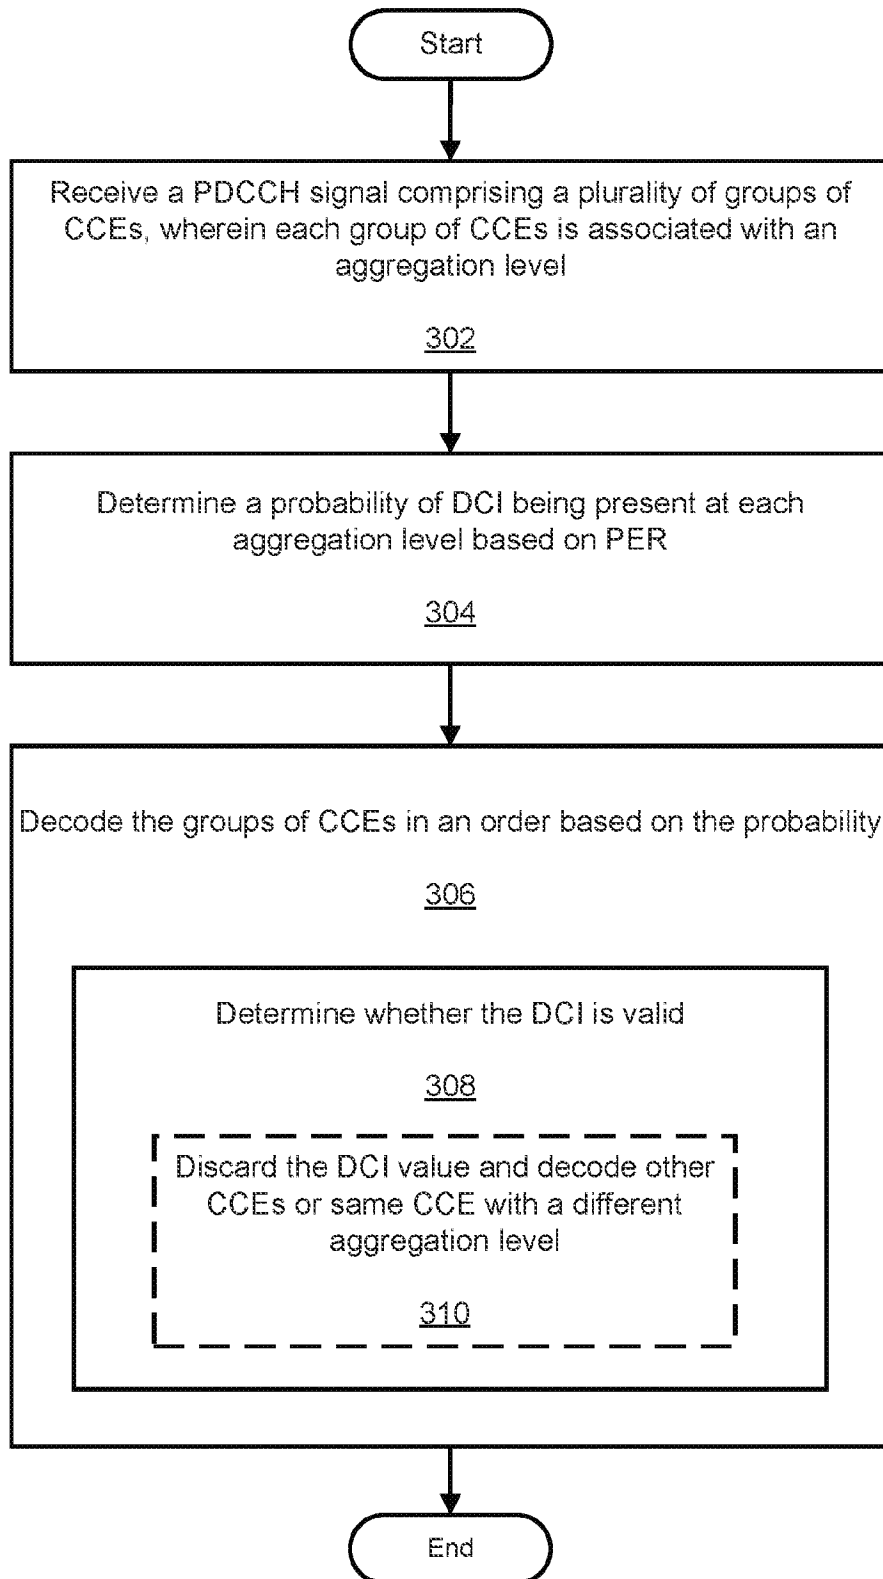 Start
Receive a PDCCH signal comprising a plurality of groups of
CCEs, wherein each group of CCEs is associated with an
aggregation level
302
Determine a probability of DCI being present at each
aggregation level based on PER
304
Decode the groups of CCEs in an order based on the probability
306
Determine whether the DCI is valid
308
Discard the DCI value and decode other
CCEs or same CCE with a different
aggregation level
310
End